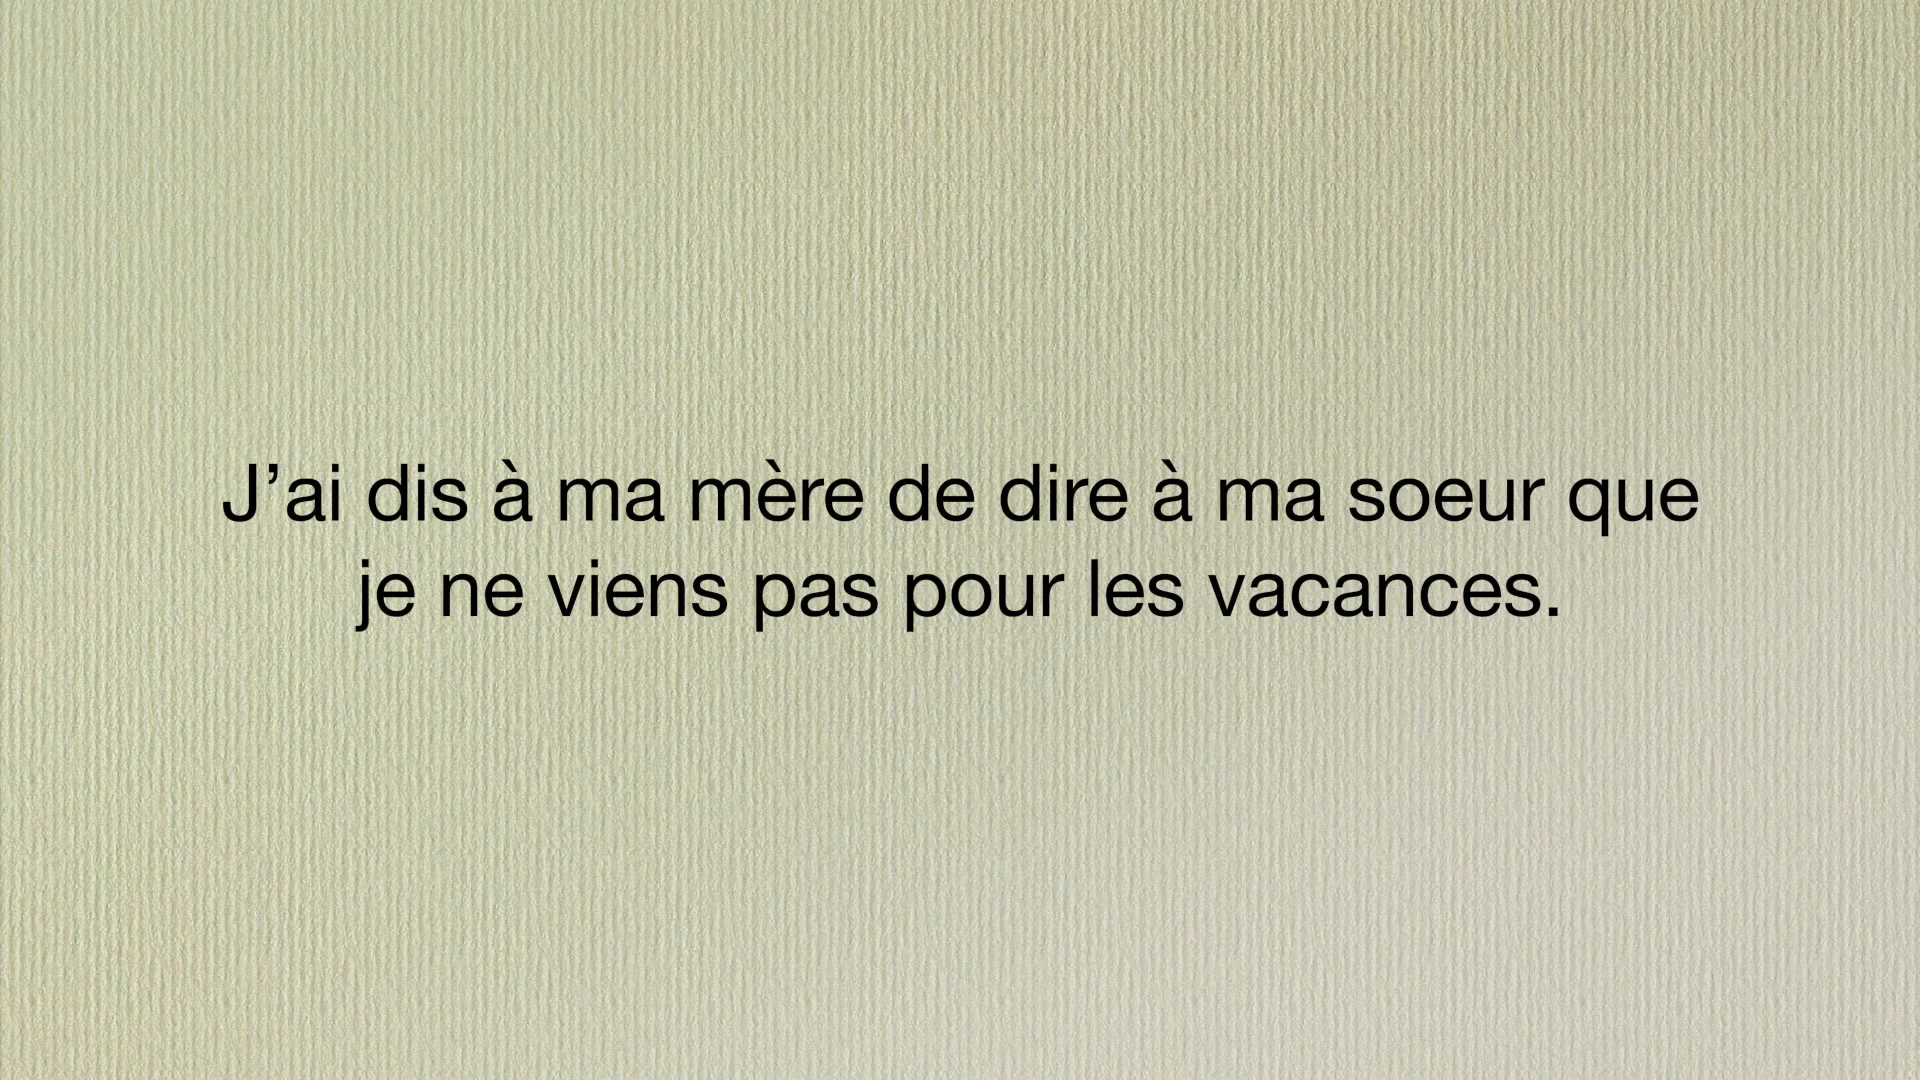 J’ai dis à ma mère de dire à ma soeur que
je ne viens pas pour les vacances.